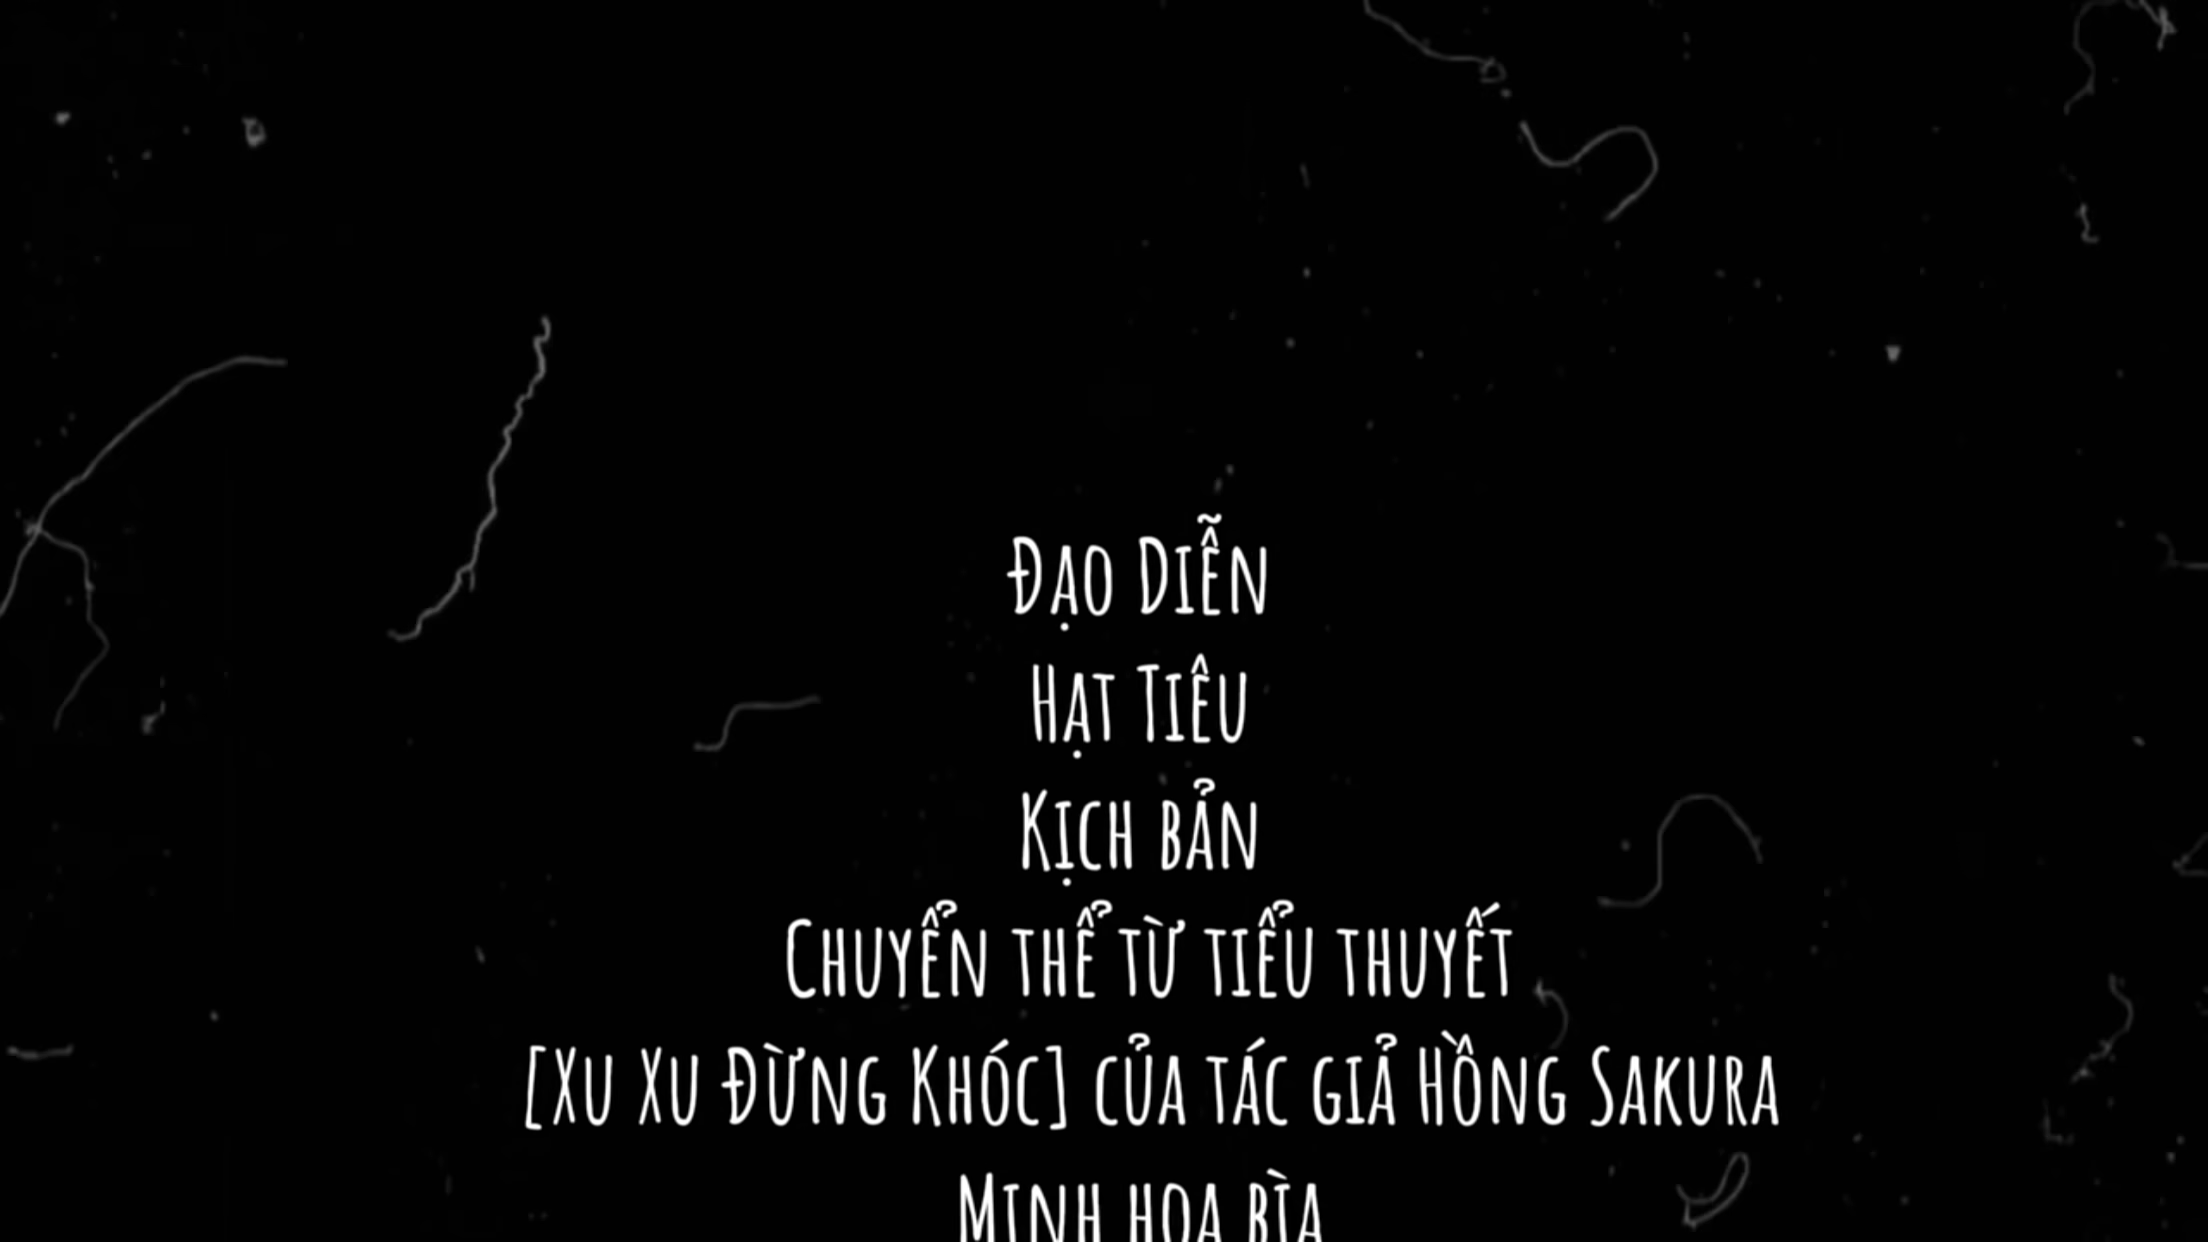 Đạo Diễn
Hạt Tiêu
Kịch bản
Chuyển thể từ tiểu thuyết
[Xu Xu Đừng Khóc] của tác giả Hồng Sakura
Minh họa bìa